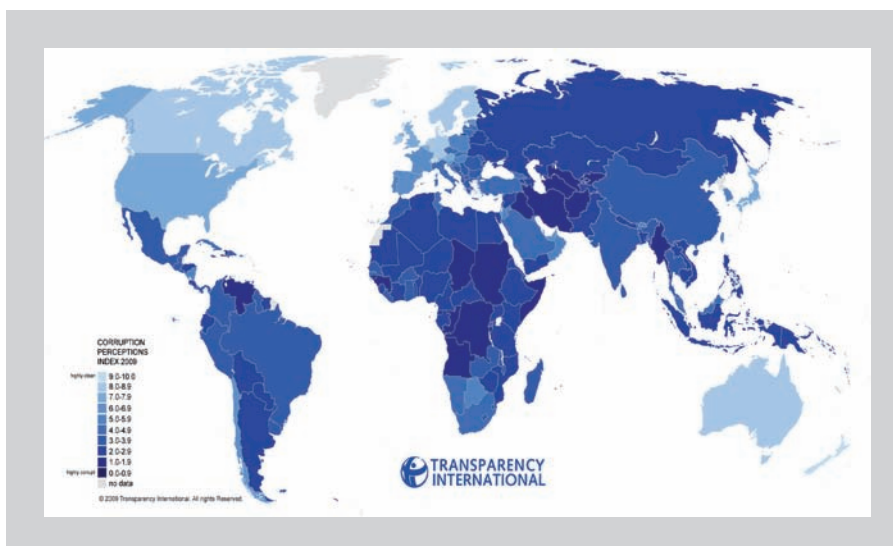 CORRUPTION
PERCEPTIONS
INDEX 2009
highly clean
9.0-10.0
8.0-8.9
7.0-7.9
6.0-6.9
5.0-5.9
4.0-4.9
3.0-3.9
2.0-2.9
1.0-1.9
highly corrupt
0.0-0.9
no data
© 2009 Transparency International. All rights Reserved.
TRANSPARENCY
INTERNATIONAL